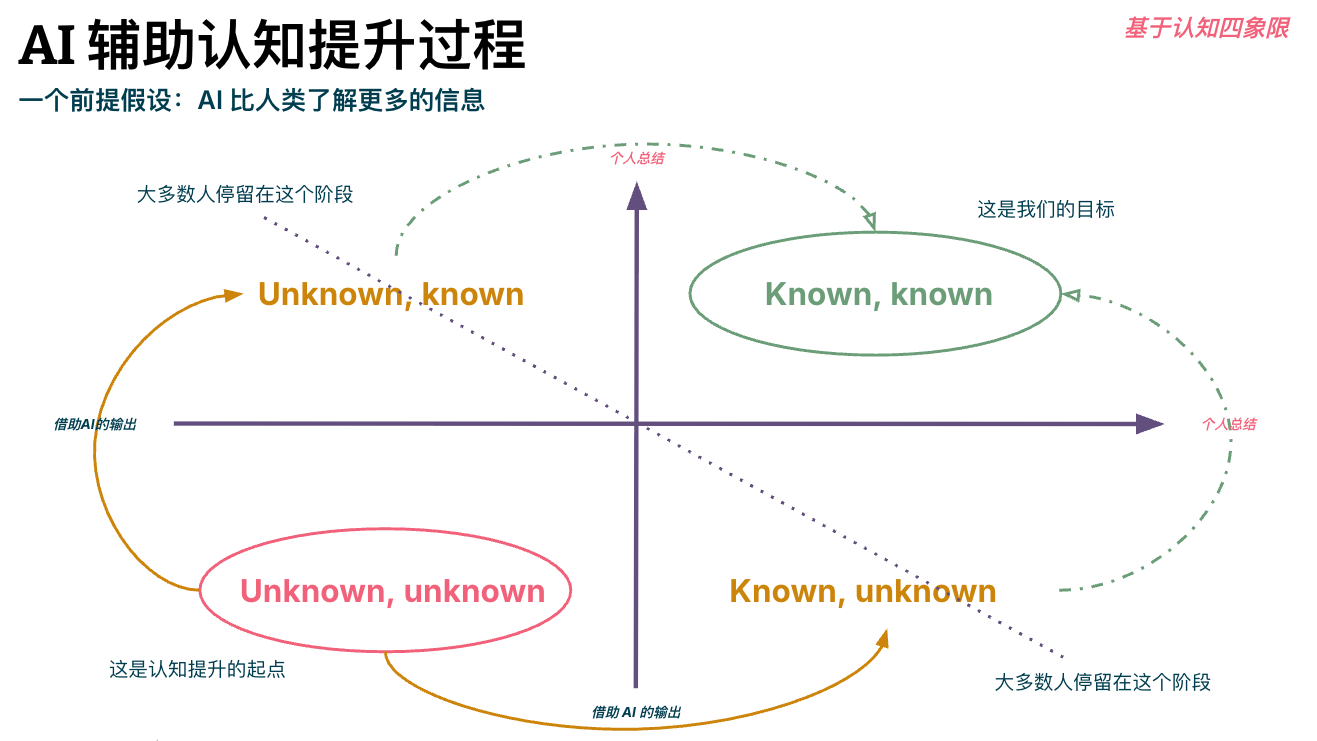 AI 辅助认知提升过程
基于认知四象限
一个前提假设：AI 比人类了解更多的信息
个人总结
大多数人停留在这个阶段
这是我们的目标
Unknown, known
Known, known
借助AI的输出
个人总结
Unknown, unknown
Known, unknown
这是认知提升的起点
大多数人停留在这个阶段
借助 AI 的输出